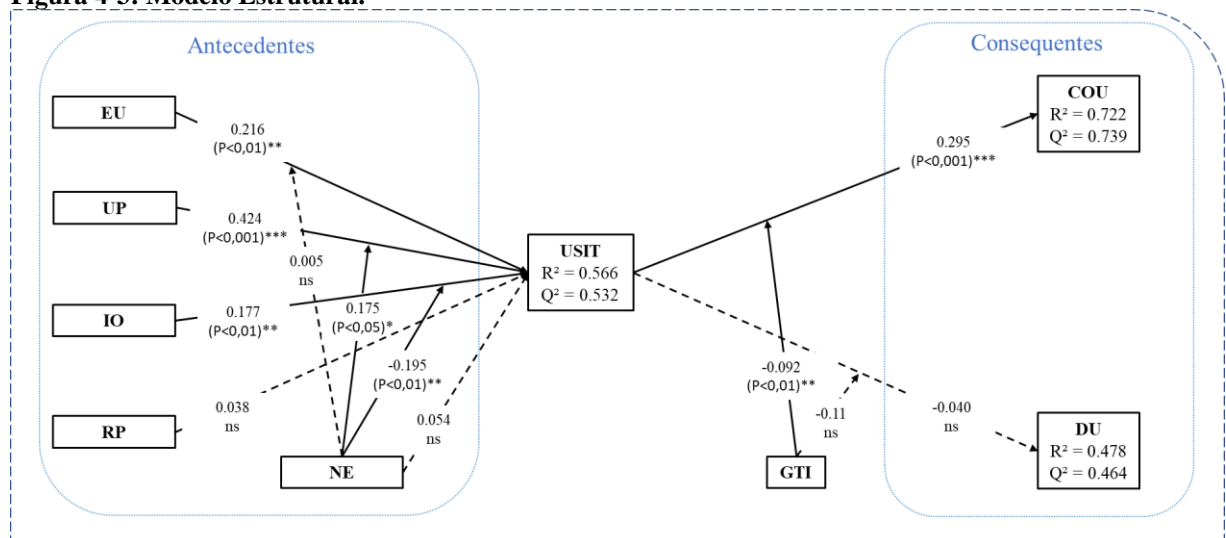 Figura 4-3: Modelo Estrutural.
Antecedentes
Consequentes
EU
0.216
(P<0,01)**
UP
0.424
(P<0,001)***
0.005
ns
IO
0.177
(P<0,01)**
0.175
(P<0,05)*
-0.195
(P<0,01)**
RP
0.038
ns
0.054
ns
NE
USIT
R² = 0.566
Q² = 0.532
COU
R² = 0.722
Q² = 0.739
0.295
(P<0,001)***
-0.092
(P<0,01)**
-0.11
ns
-0.040
ns
GTI
DU
R² = 0.478
Q² = 0.464